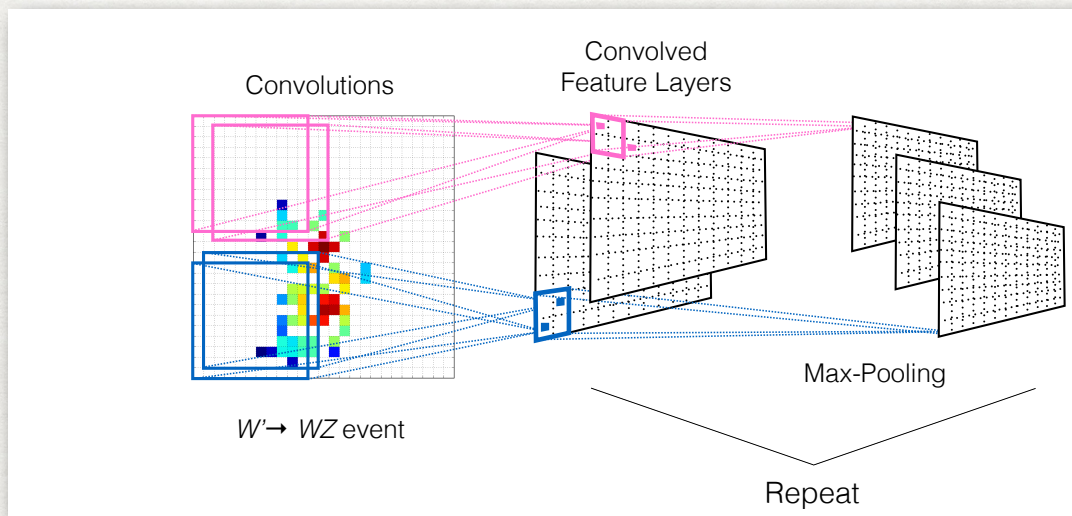 Convolutions
Convolved
Feature Layers
W'→ WZ event
Max-Pooling
Repeat